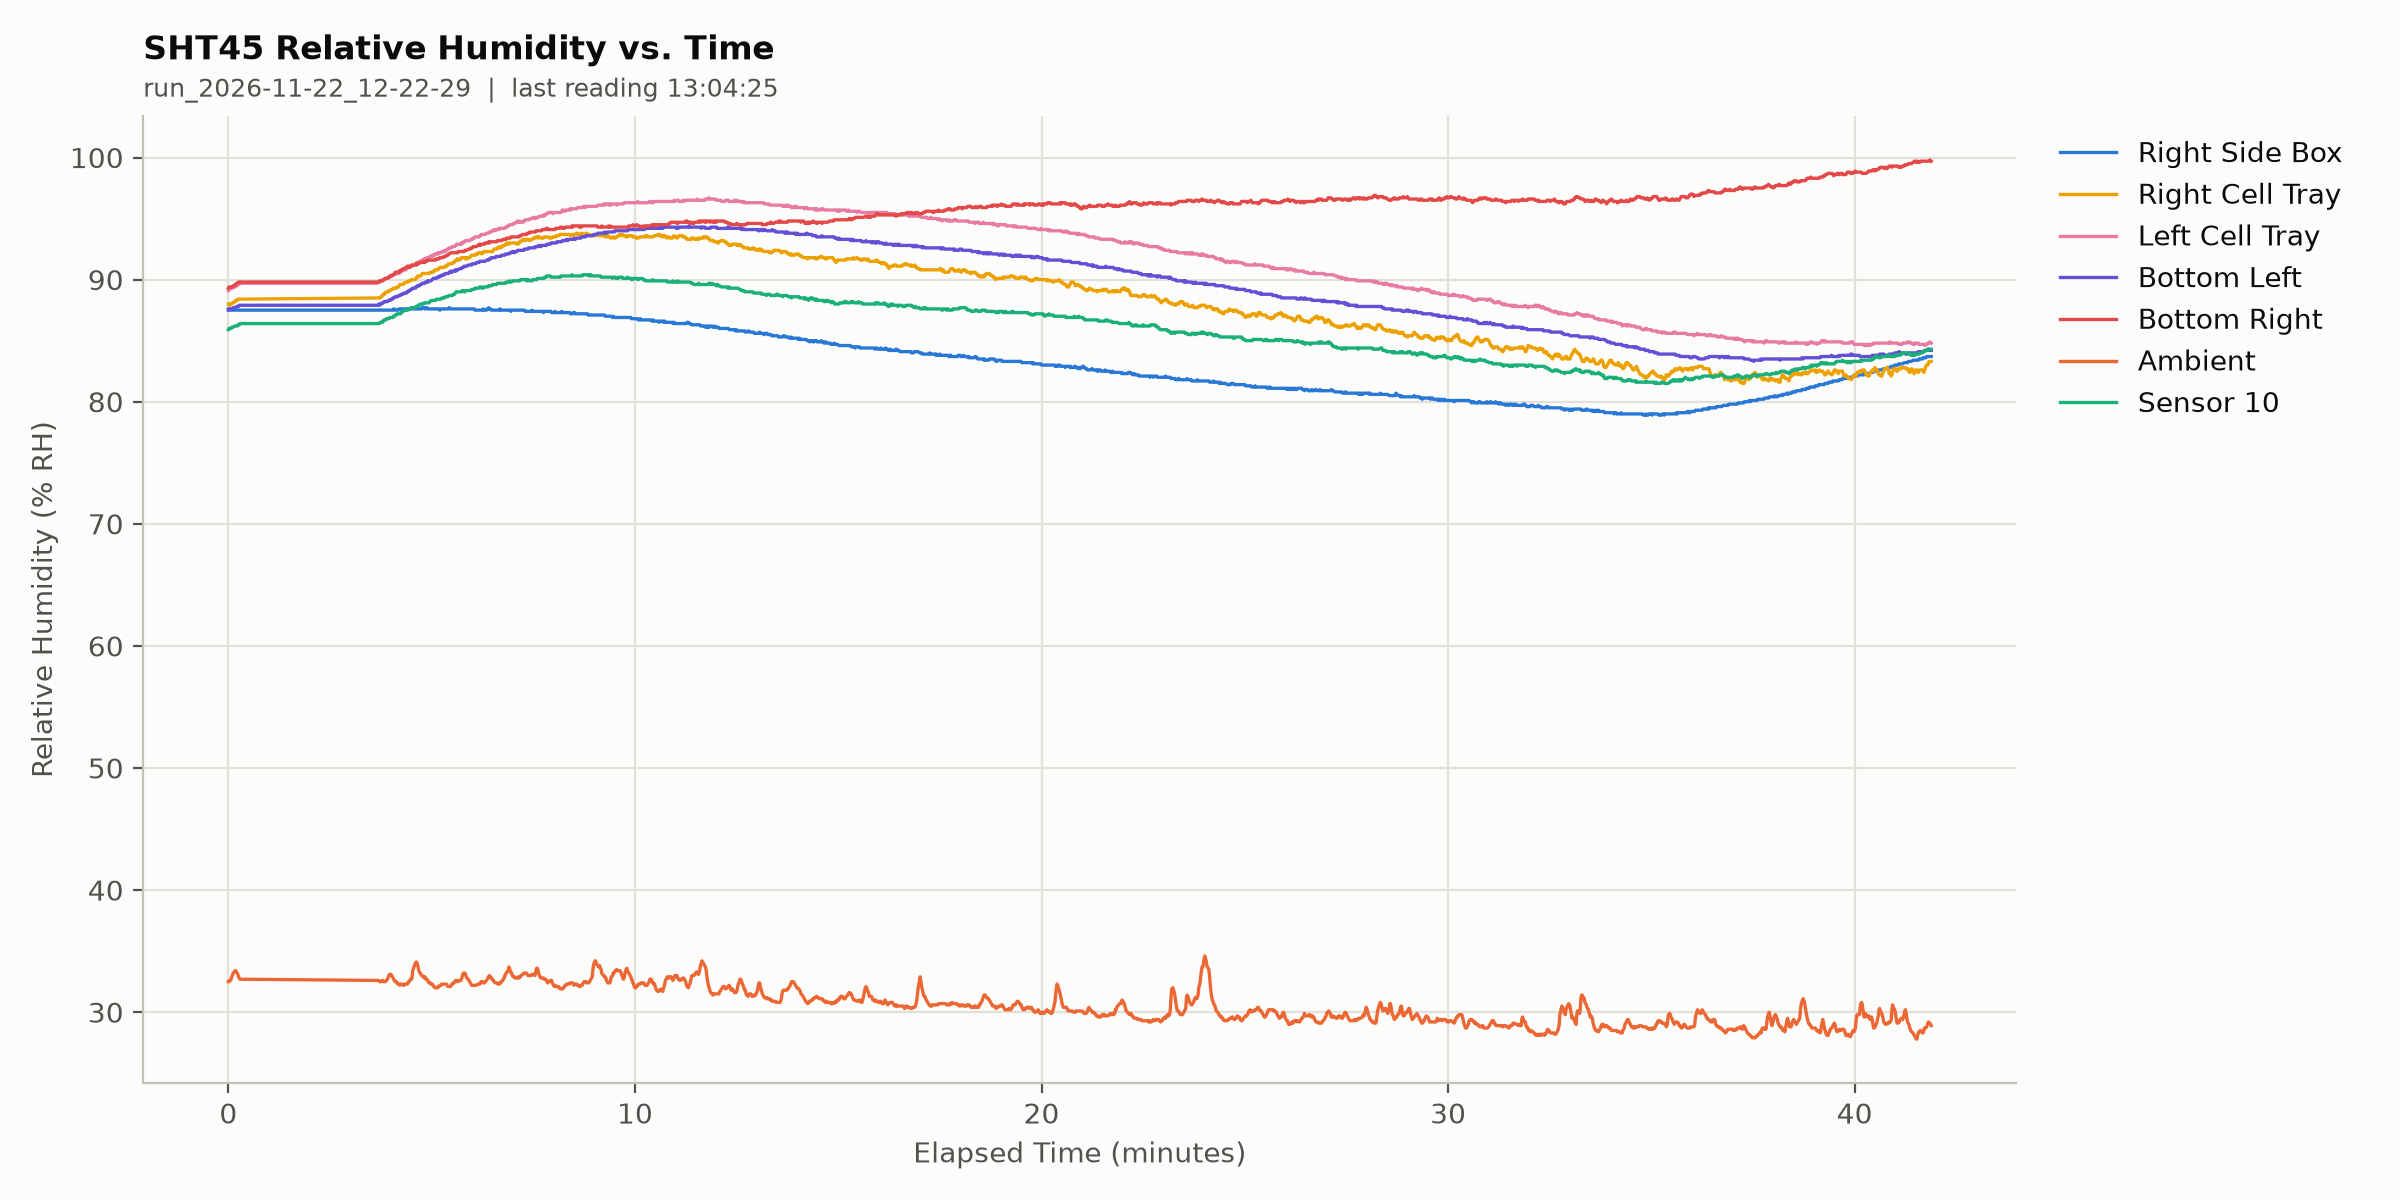 SHT45 Relative Humidity vs. Time
run_2026-11-22_12-22-29 | last reading 13:04:25
Relative Humidity (% RH)
100
90
80
70
60
50
40
30
0
10
20
30
40
Elapsed Time (minutes)
Right Side Box
Right Cell Tray
Left Cell Tray
Bottom Left
Bottom Right
Ambient
Sensor 10